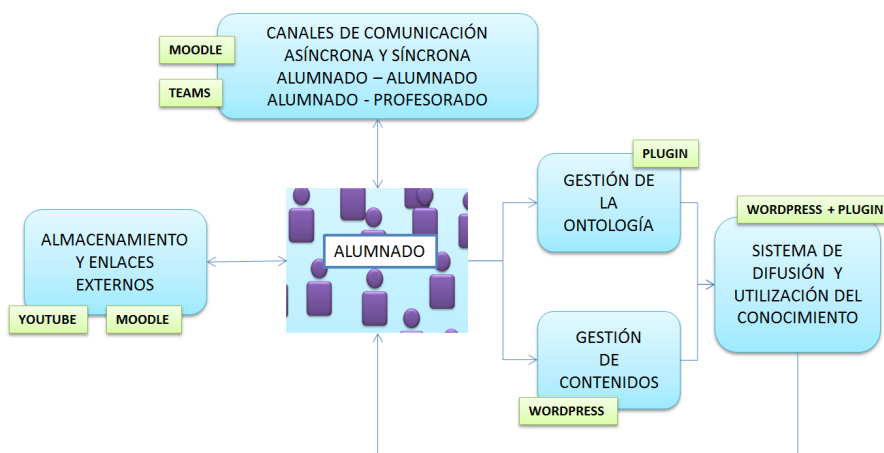 MOODLE
TEAMS
CANALES DE COMUNICACIÓN
ASÍNCRONA Y SÍNCRONA
ALUMNADO – ALUMNADO
ALUMNADO - PROFESORADO
ALMACENAMIENTO
Y ENLACES
EXTERNOS
YOUTUBE
MOODLE
ALUMNADO
PLUGIN
GESTIÓN DE
LA
ONTOLOGÍA
GESTIÓN
DE
CONTENIDOS
WORDPRESS
WORDPRESS + PLUGIN
SISTEMA DE
DIFUSIÓN Y
UTILIZACIÓN DEL
CONOCIMIENTO